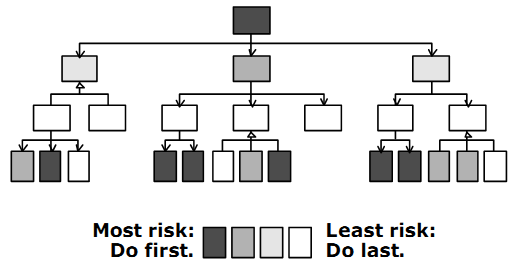 Most risk:
Do first.
Least risk:
Do last.